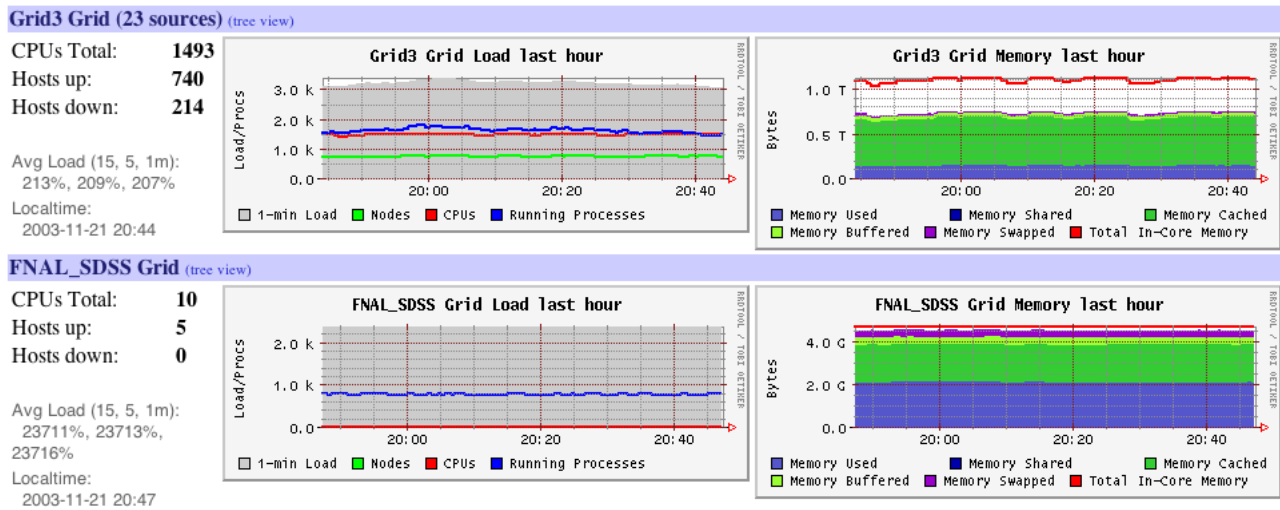 Grid3 Grid (23 sources) (tree view)
CPUs Total: 1493
Hosts up: 740
Hosts down: 214
Avg Load (15, 5, 1m):
213%, 209%, 207%
Localtime:
2003-11-21 20:44
Grid3 Grid Load last hour
RRDTOOL / TOBI OETIKER
Load/Procs
3.0 k
2.0 k
1.0 k
0.0
20:00 20:20 20:40
1-min Load Nodes CPUs Running Processes
Grid3 Grid Memory last hour
RRDTOOL / TOBI OETIKER
Bytes
1.0 T
0.5 T
0.0
20:00 20:20 20:40
Memory Used Memory Shared Memory Cached
Memory Buffered Memory Swapped Total In-Core Memory
FNAL_SDSS Grid (tree view)
CPUs Total: 10
Hosts up: 5
Hosts down: 0
Avg Load (15, 5, 1m):
23711%, 23713%,
23716%
Localtime:
2003-11-21 20:47
FNAL_SDSS Grid Load last hour
RRDTOOL / TOBI OETIKER
Load/Procs
2.0 k
1.0 k
0.0
20:00 20:20 20:40
1-min Load Nodes CPUs Running Processes
FNAL_SDSS Grid Memory last hour
RRDTOOL / TOBI OETIKER
Bytes
4.0 G
2.0 G
0.0
20:00 20:20 20:40
Memory Used Memory Shared Memory Cached
Memory Buffered Memory Swapped Total In-Core Memory